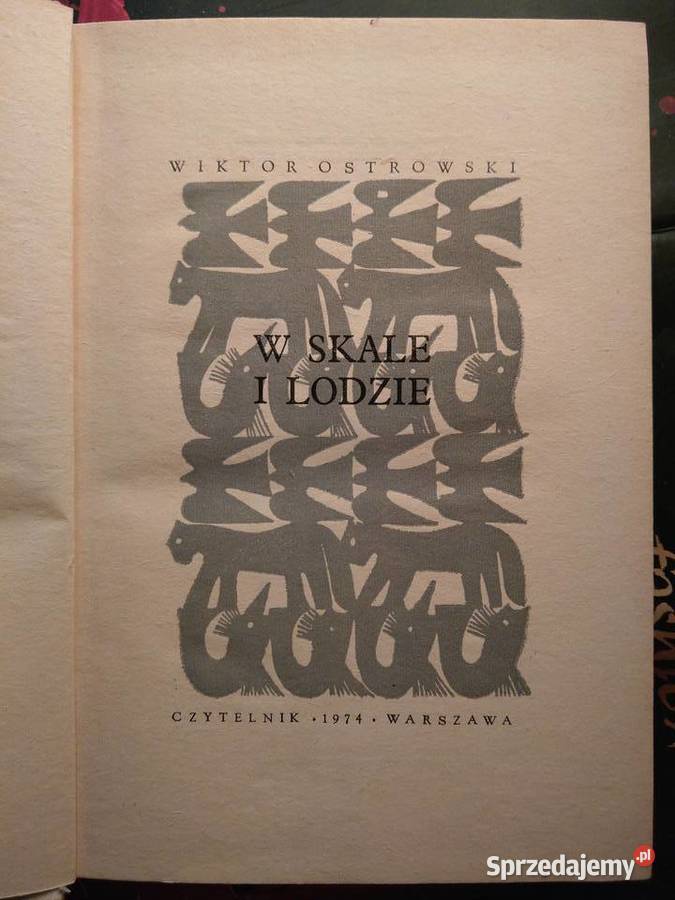 WIKTOR OSTROWSKI
W SKALE
I LODZIE
CZYTELNIK • 1974 • WARSZAWA
Sprzedajemy.pl